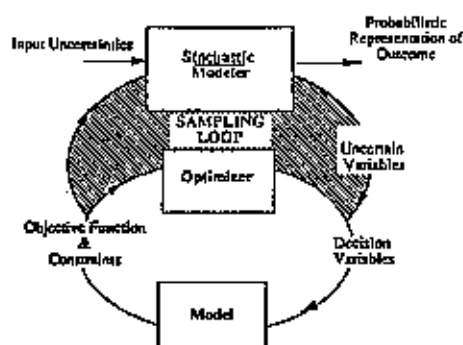 Input Uncertainties
Stochastic
Modeler
Probabilistic
Representation of
Outcome
SAMPLING
LOOP
Optimizer
Uncertain
Variables
Objective Function
&
Constraints
Decision
Variables
Model